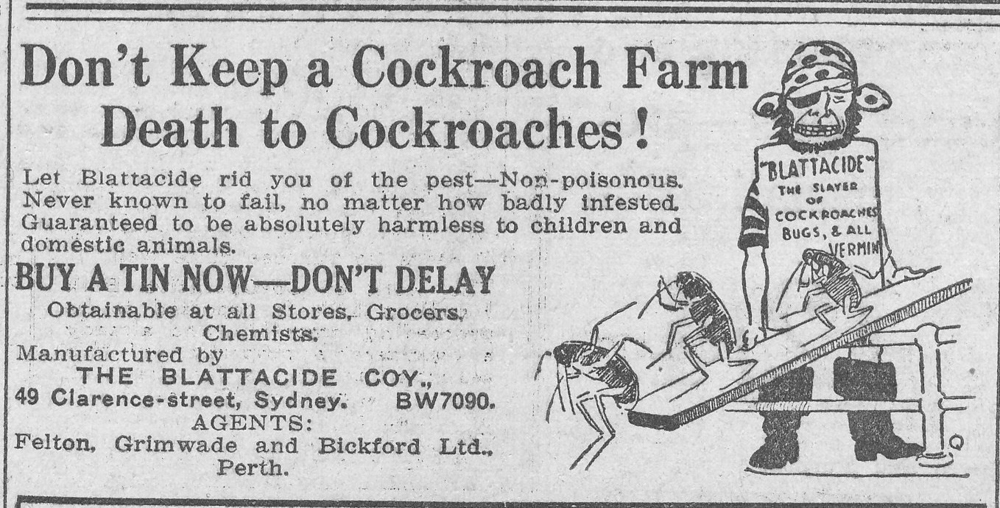 Don't Keep a Cockroach Farm
Death to Cockroaches!
Let Blattacide rid you of the pest—Non-poisonous.
Never known to fail, no matter how badly infested.
Guaranteed to be absolutely harmless to children and
domestic animals.
BUY A TIN NOW—DON'T DELAY
Obtainable at all Stores, Grocers,
Chemists.
Manufactured by
THE BLATTACIDE COY.,
49 Clarence-street, Sydney. BW7090.
AGENTS:
Felton, Grimwade and Bickford Ltd.,
Perth.
"BLATTACIDE"
THE SLAYER
OF
COCKROACHES
BUGS, & ALL
VERMIN